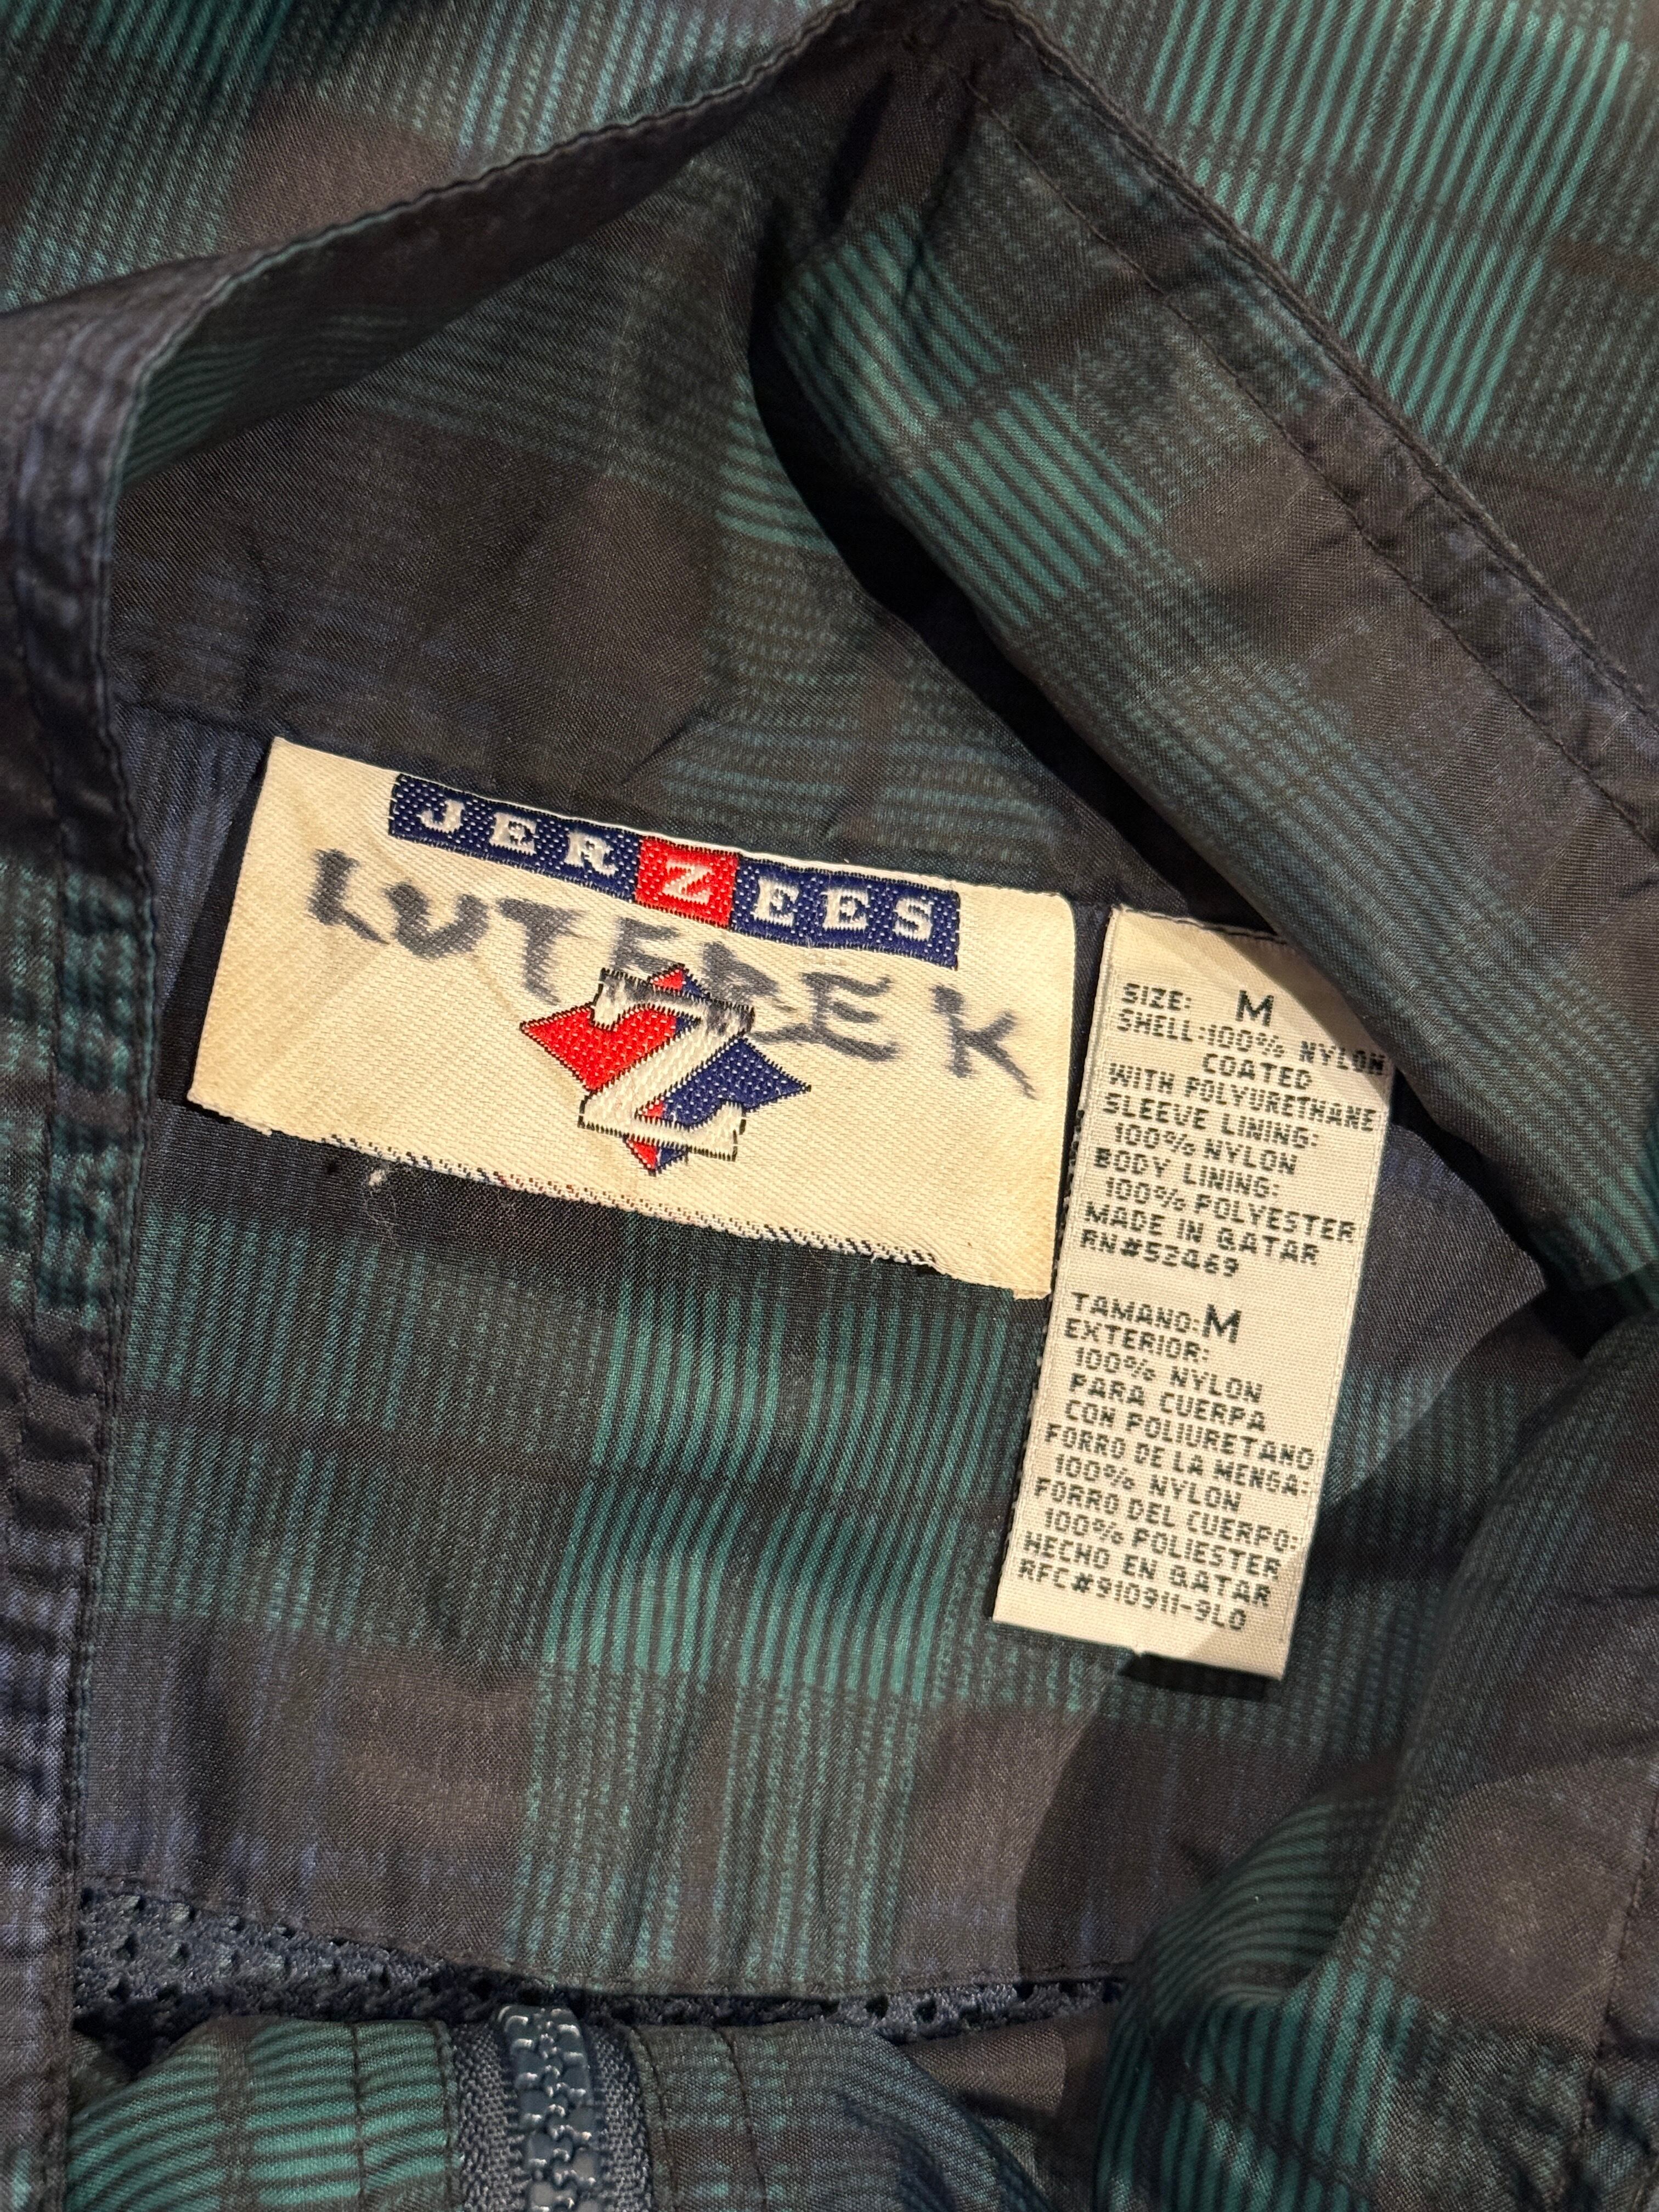 JERZEES
LUTEREK
Z
SIZE: M
SHELL:100% NYLON
COATED
WITH POLYURETHANE
SLEEVE LINING:
100% NYLON
BODY LINING:
100% POLYESTER
MADE IN QATAR
RN#52469
TAMANO:M
EXTERIOR:
100% NYLON
PARA CUERPA
CON POLIURETANO
FORRO DE LA MENGA:
100% NYLON
FORRO DEL CUERPO:
100% POLIESTER
HECHO EN QATAR
RFC#910911-9L0